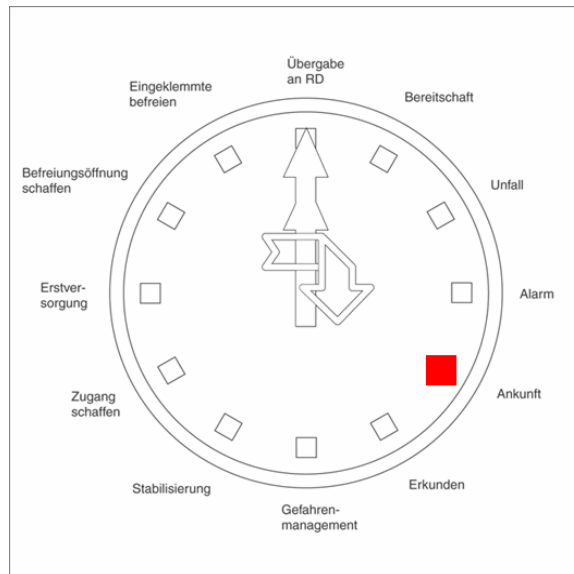 Übergabe
an RD
Bereitschaft
Unfall
Alarm
Ankunft
Erkunden
Gefahren-
management
Stabilisierung
Zugang
schaffen
Erstver-
sorgung
Befreiungsöffnung
schaffen
Eingeklemmte
befreien